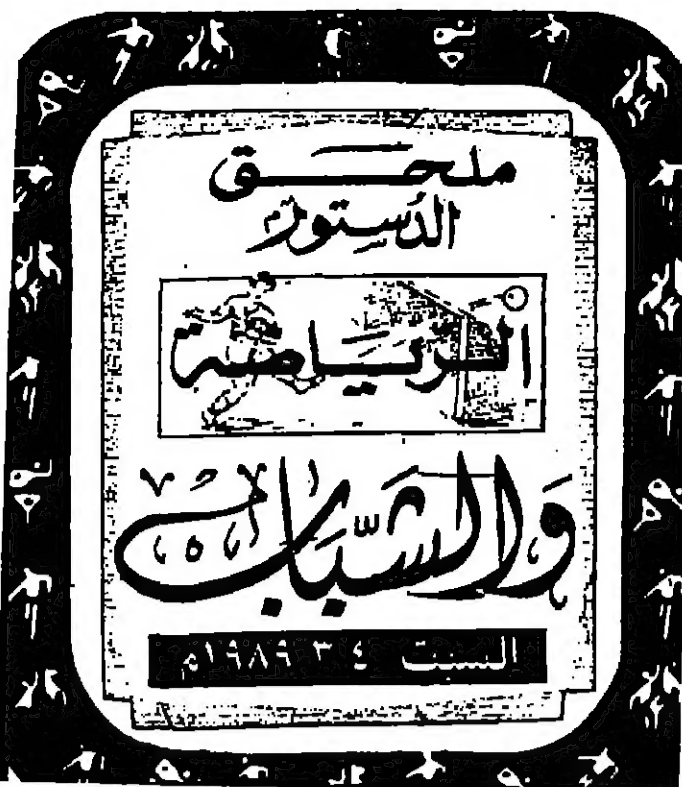 ملحق
الدستور
الرياضة
والشباب
السبت ٤ ٣ ١٩٨٩م